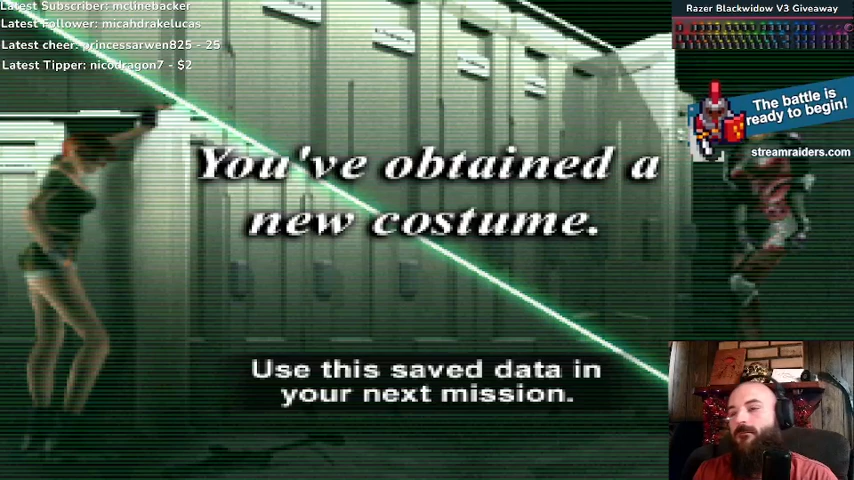 Latest Subscriber: mclinebacker
Latest Follower: micahdrakelucas
Latest cheer: princessarwen825 - 25
Latest Tipper: nicodragon7 - $2
Razer Blackwidow V3 Giveaway
The battle is
ready to begin!
streamraiders.com
You've obtained a
new costume.
Use this saved data in
your next mission.